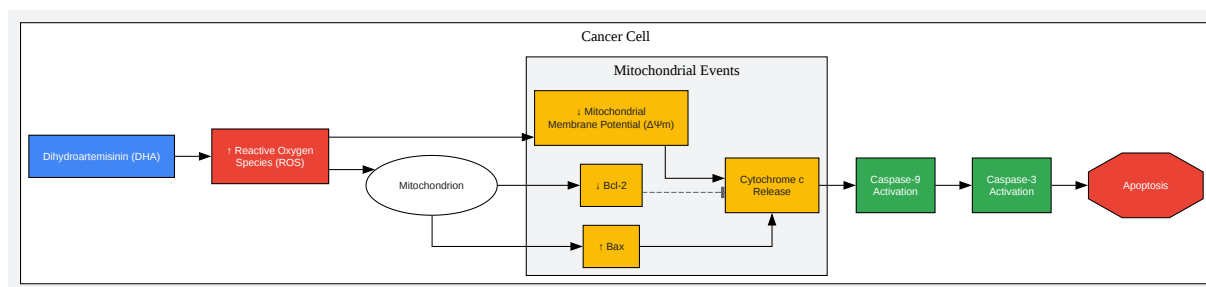 Cancer Cell
Mitochondrial Events
Dihydroartemisinin (DHA)
↑ Reactive Oxygen
Species (ROS)
Mitochondrion
↓ Mitochondrial
Membrane Potential (ΔΨm)
↓ Bcl-2
↑ Bax
Cytochrome c
Release
Caspase-9
Activation
Caspase-3
Activation
Apoptosis